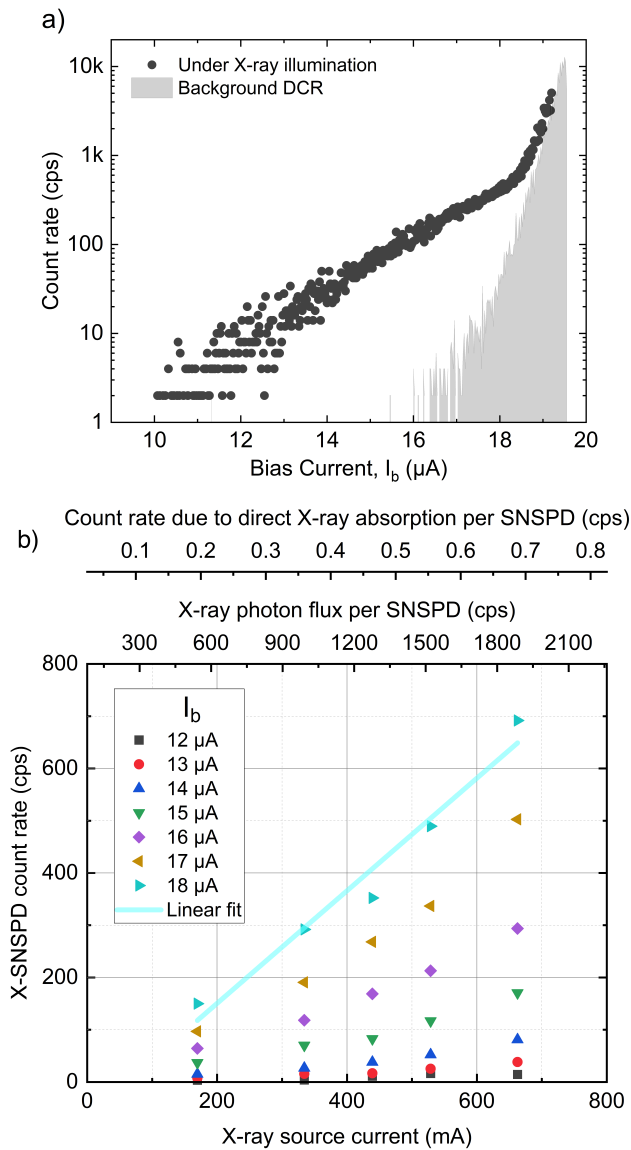 a)
Under X-ray illumination
Background DCR
10k
1k
100
10
1
Count rate (cps)
10 12 14 16 18 20
Bias Current, I_b (µA)
Count rate due to direct X-ray absorption per SNSPD (cps)
b)
0.1 0.2 0.3 0.4 0.5 0.6 0.7 0.8
X-ray photon flux per SNSPD (cps)
300 600 900 1200 1500 1800 2100
800
600
400
200
0
X-SNSPD count rate (cps)
I_b
12 µA
13 µA
14 µA
15 µA
16 µA
17 µA
18 µA
Linear fit
0 200 400 600 800
X-ray source current (mA)